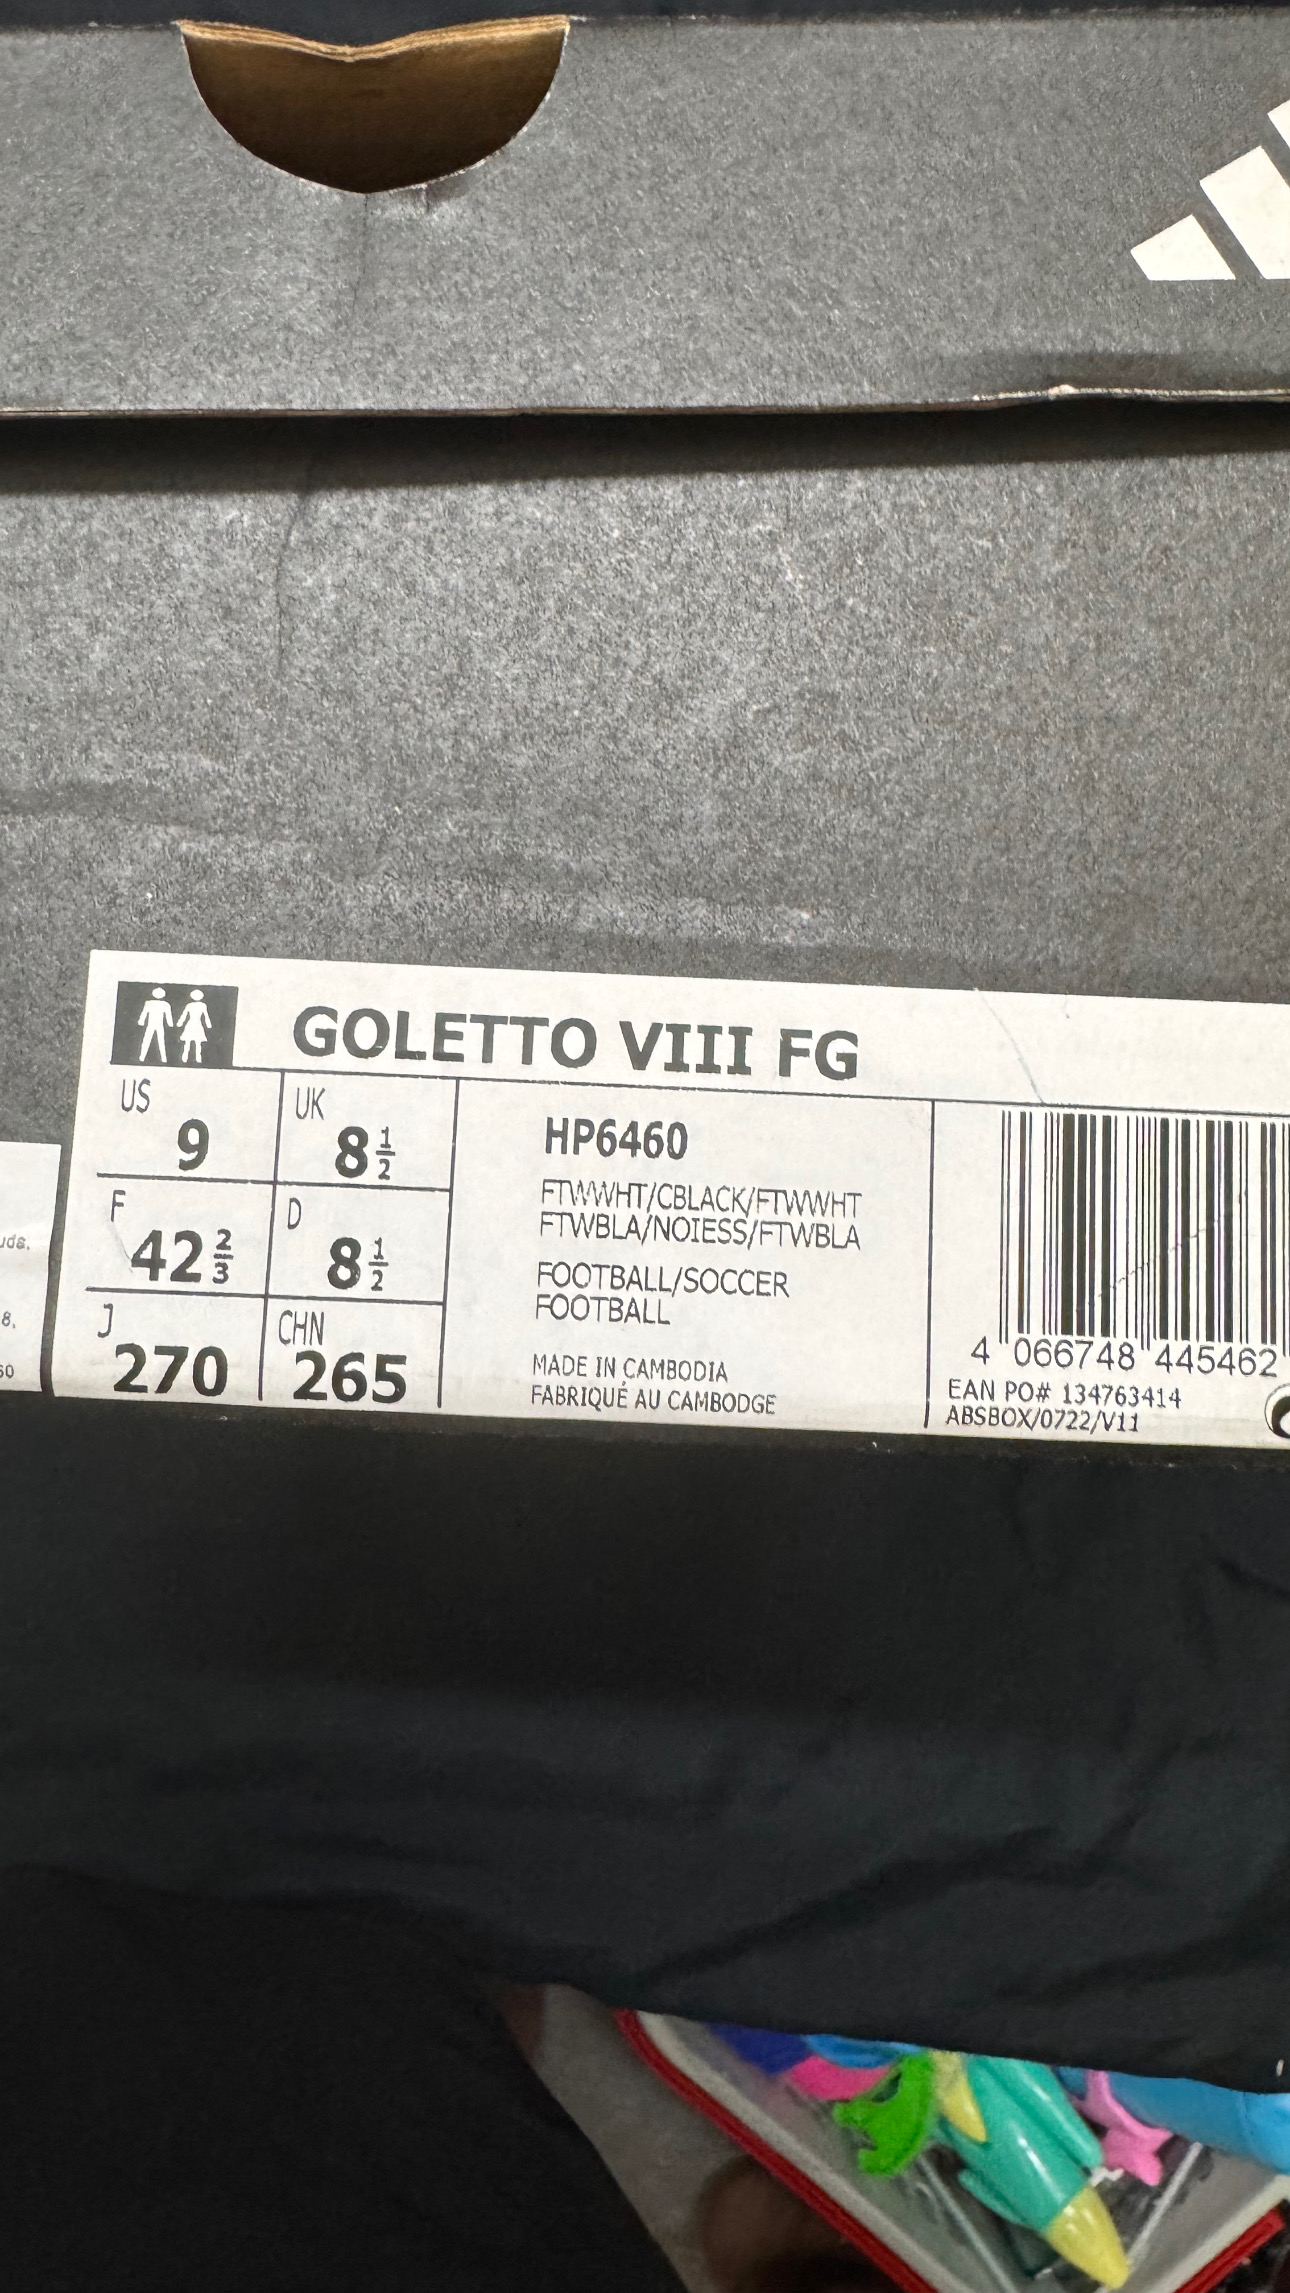 GOLETTO VIII FG
US
9
UK
8 1/2
F
42 2/3
D
8 1/2
J
270
CHN
265
HP6460
FTWWHT/CBLACK/FTWWHT
FTWBLA/NOIESS/FTWBLA
FOOTBALL/SOCCER
FOOTBALL
MADE IN CAMBODIA
FABRIQUÉ AU CAMBODGE
4 066748 445462
EAN PO# 134763414
ABSBOX/0722/V11
8,